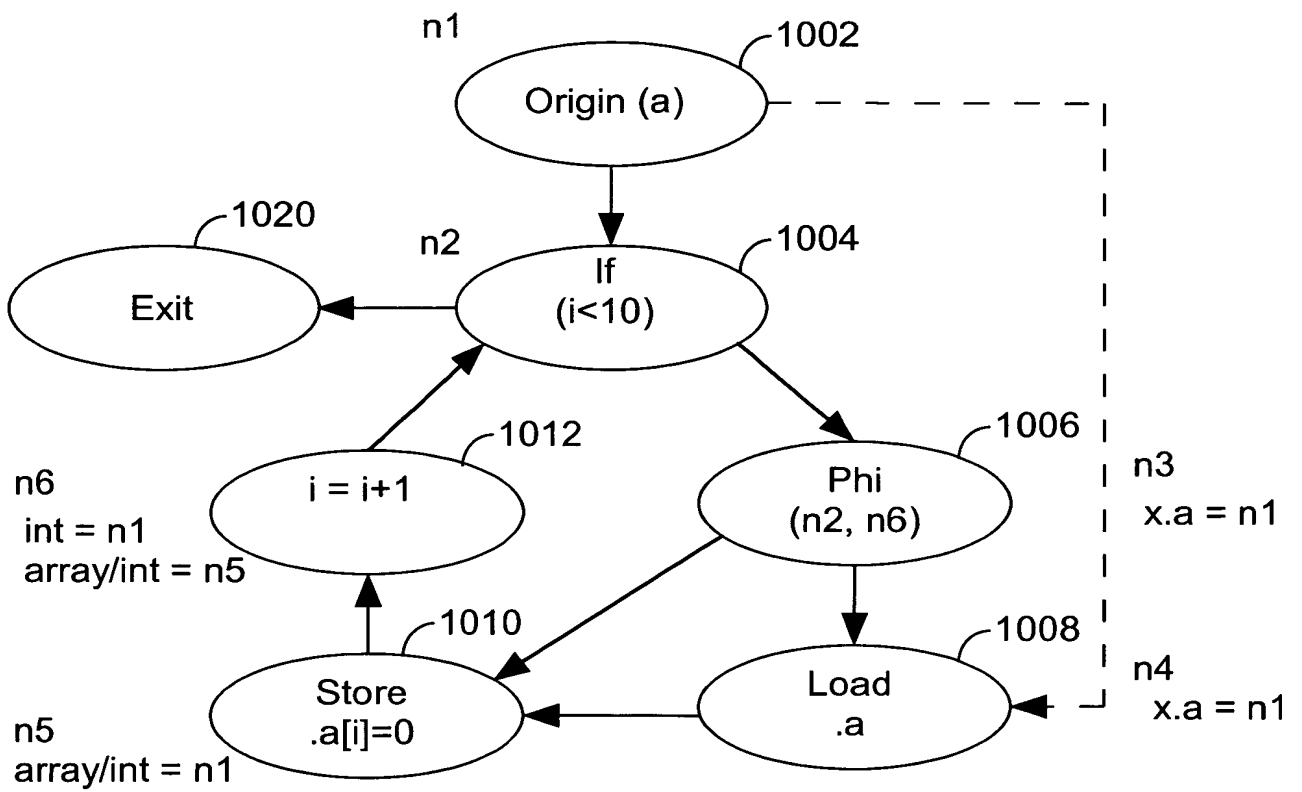 n1
1002
Origin (a)
1020
n2
1004
If
(i<10)
Exit
1012
1006
n6
i = i+1
Phi
(n2, n6)
n3
x.a = n1
int = n1
array/int = n5
1010
1008
Store
.a[i]=0
Load
.a
n4
x.a = n1
n5
array/int = n1